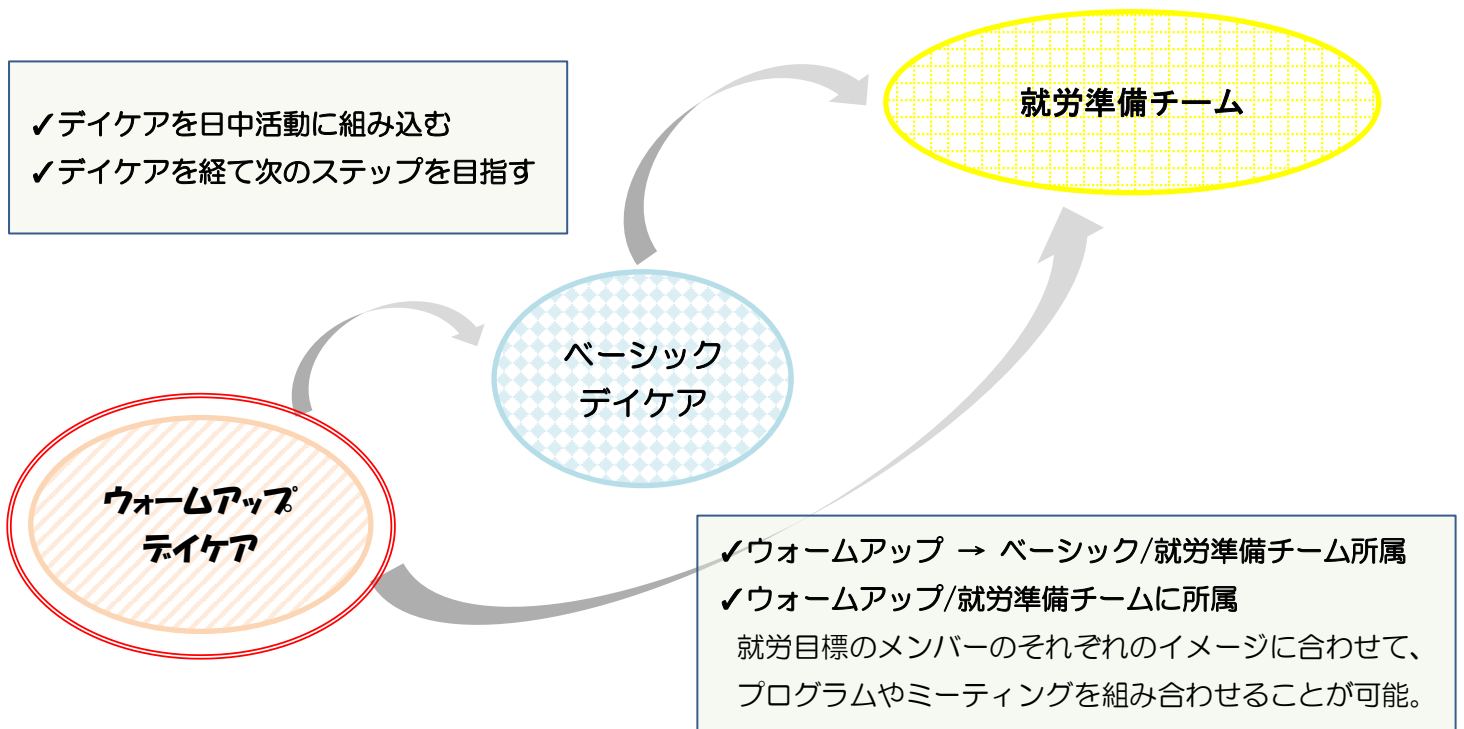 就労準備チーム
✓デイケアを日中活動に組み込む
✓デイケアを経て次のステップを目指す
ベーシック
デイケア
ウォームアップ
デイケア
✓ウォームアップ → ベーシック/就労準備チーム所属
✓ウォームアップ/就労準備チームに所属
就労目標のメンバーのそれぞれのイメージに合わせて、
プログラムやミーティングを組み合わせることが可能。